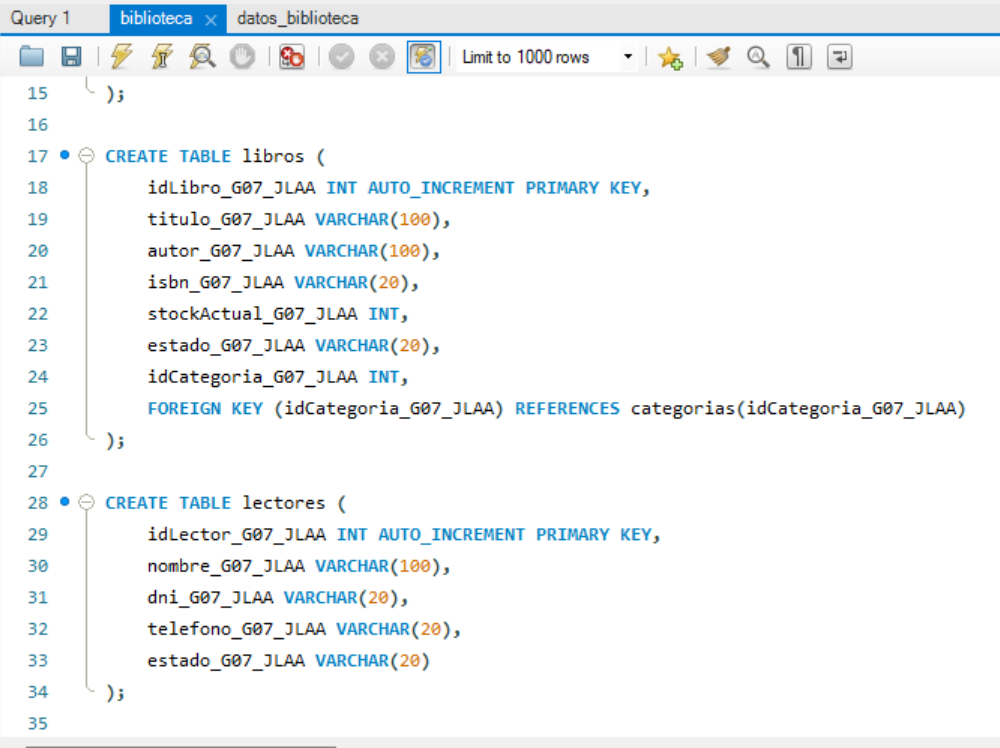 Query 1 biblioteca datos_biblioteca
Limit to 1000 rows
15 );
16
17 CREATE TABLE libros (
18 idLibro_G07_JLAA INT AUTO_INCREMENT PRIMARY KEY,
19 titulo_G07_JLAA VARCHAR(100),
20 autor_G07_JLAA VARCHAR(100),
21 isbn_G07_JLAA VARCHAR(20),
22 stockActual_G07_JLAA INT,
23 estado_G07_JLAA VARCHAR(20),
24 idCategoria_G07_JLAA INT,
25 FOREIGN KEY (idCategoria_G07_JLAA) REFERENCES categorias(idCategoria_G07_JLAA)
26 );
27
28 CREATE TABLE lectores (
29 idLector_G07_JLAA INT AUTO_INCREMENT PRIMARY KEY,
30 nombre_G07_JLAA VARCHAR(100),
31 dni_G07_JLAA VARCHAR(20),
32 telefono_G07_JLAA VARCHAR(20),
33 estado_G07_JLAA VARCHAR(20)
34 );
35